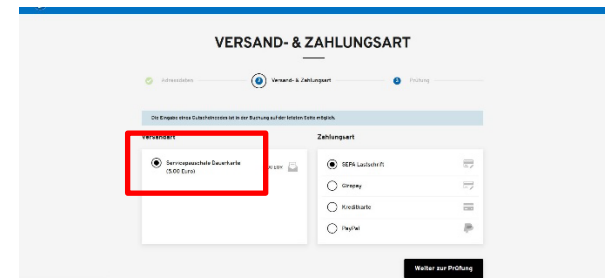 VERSAND- & ZAHLUNGSART
Adressdaten
Versand- & Zahlungsart
Prüfung
Die Eingabe eines Gutscheincodes ist in der Buchung auf der letzten Seite möglich.
Versandart
Zahlungsart
Servicepauschale Dauerkarte
(5,00 Euro)
SEPA Lastschrift
Giropay
Kreditkarte
PayPal
Weiter zur Prüfung